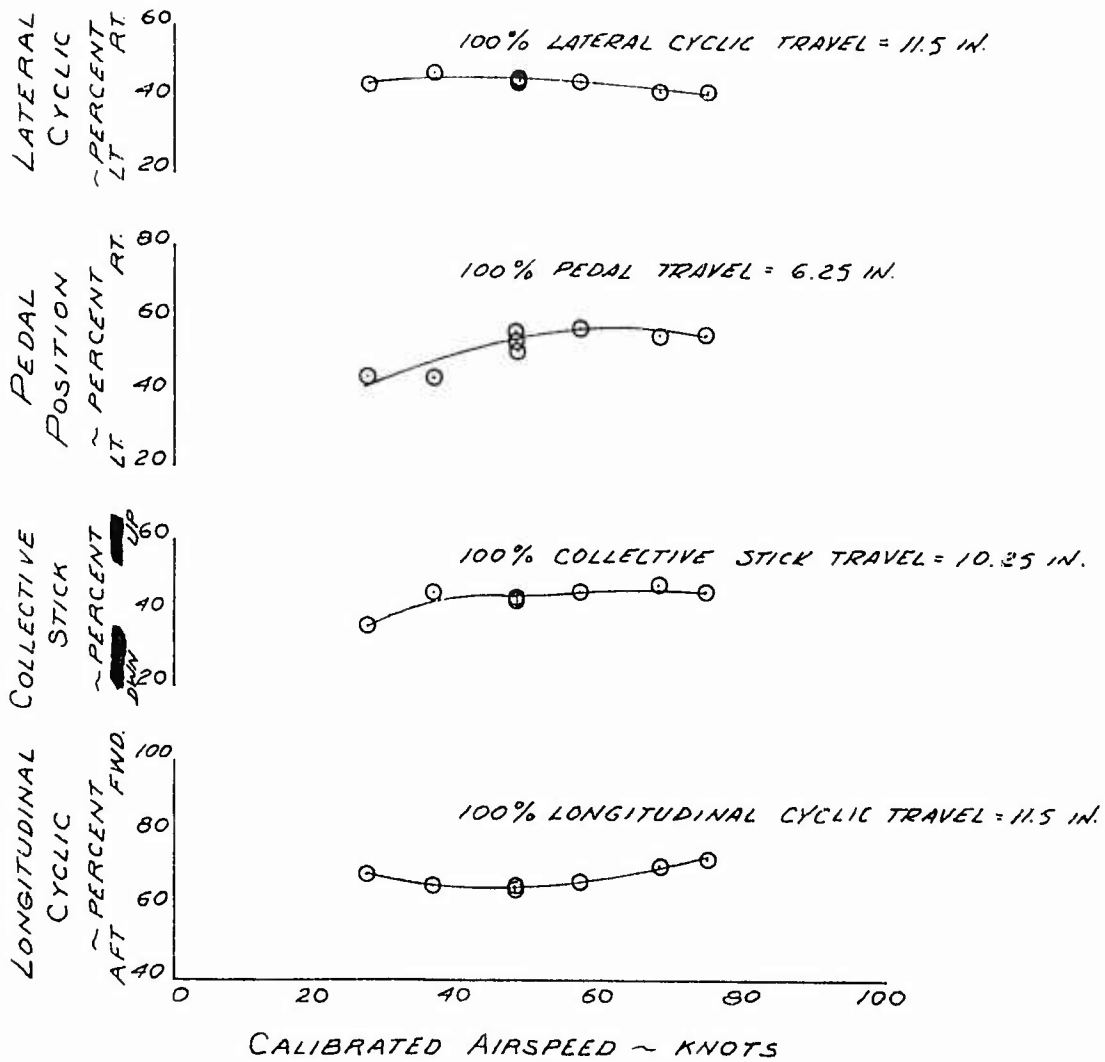 LATERAL
CYCLIC
~PERCENT
LT RT.
60
40
20
100% LATERAL CYCLIC TRAVEL = 11.5 IN.
PEDAL
POSITION
~ PERCENT
LT. RT.
80
60
40
20
100% PEDAL TRAVEL = 6.25 IN.
COLLECTIVE
STICK
~PERCENT
DWN UP
60
40
20
100% COLLECTIVE STICK TRAVEL = 10.25 IN.
LONGITUDINAL
CYCLIC
~PERCENT
AFT FWD.
100
80
60
40
100% LONGITUDINAL CYCLIC TRAVEL = 11.5 IN.
0 20 40 60 80 100
CALIBRATED AIRSPEED ~ KNOTS